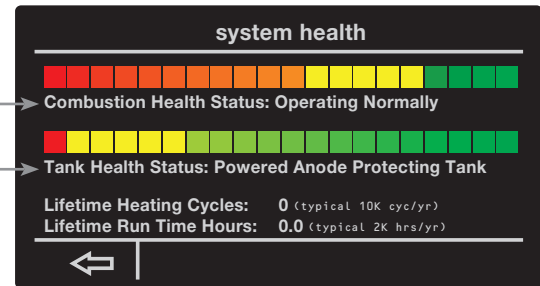 system health
Combustion Health Status: Operating Normally
Tank Health Status: Powered Anode Protecting Tank
Lifetime Heating Cycles: 0 (typical 10K cyc/yr)
Lifetime Run Time Hours: 0.0 (typical 2K hrs/yr)